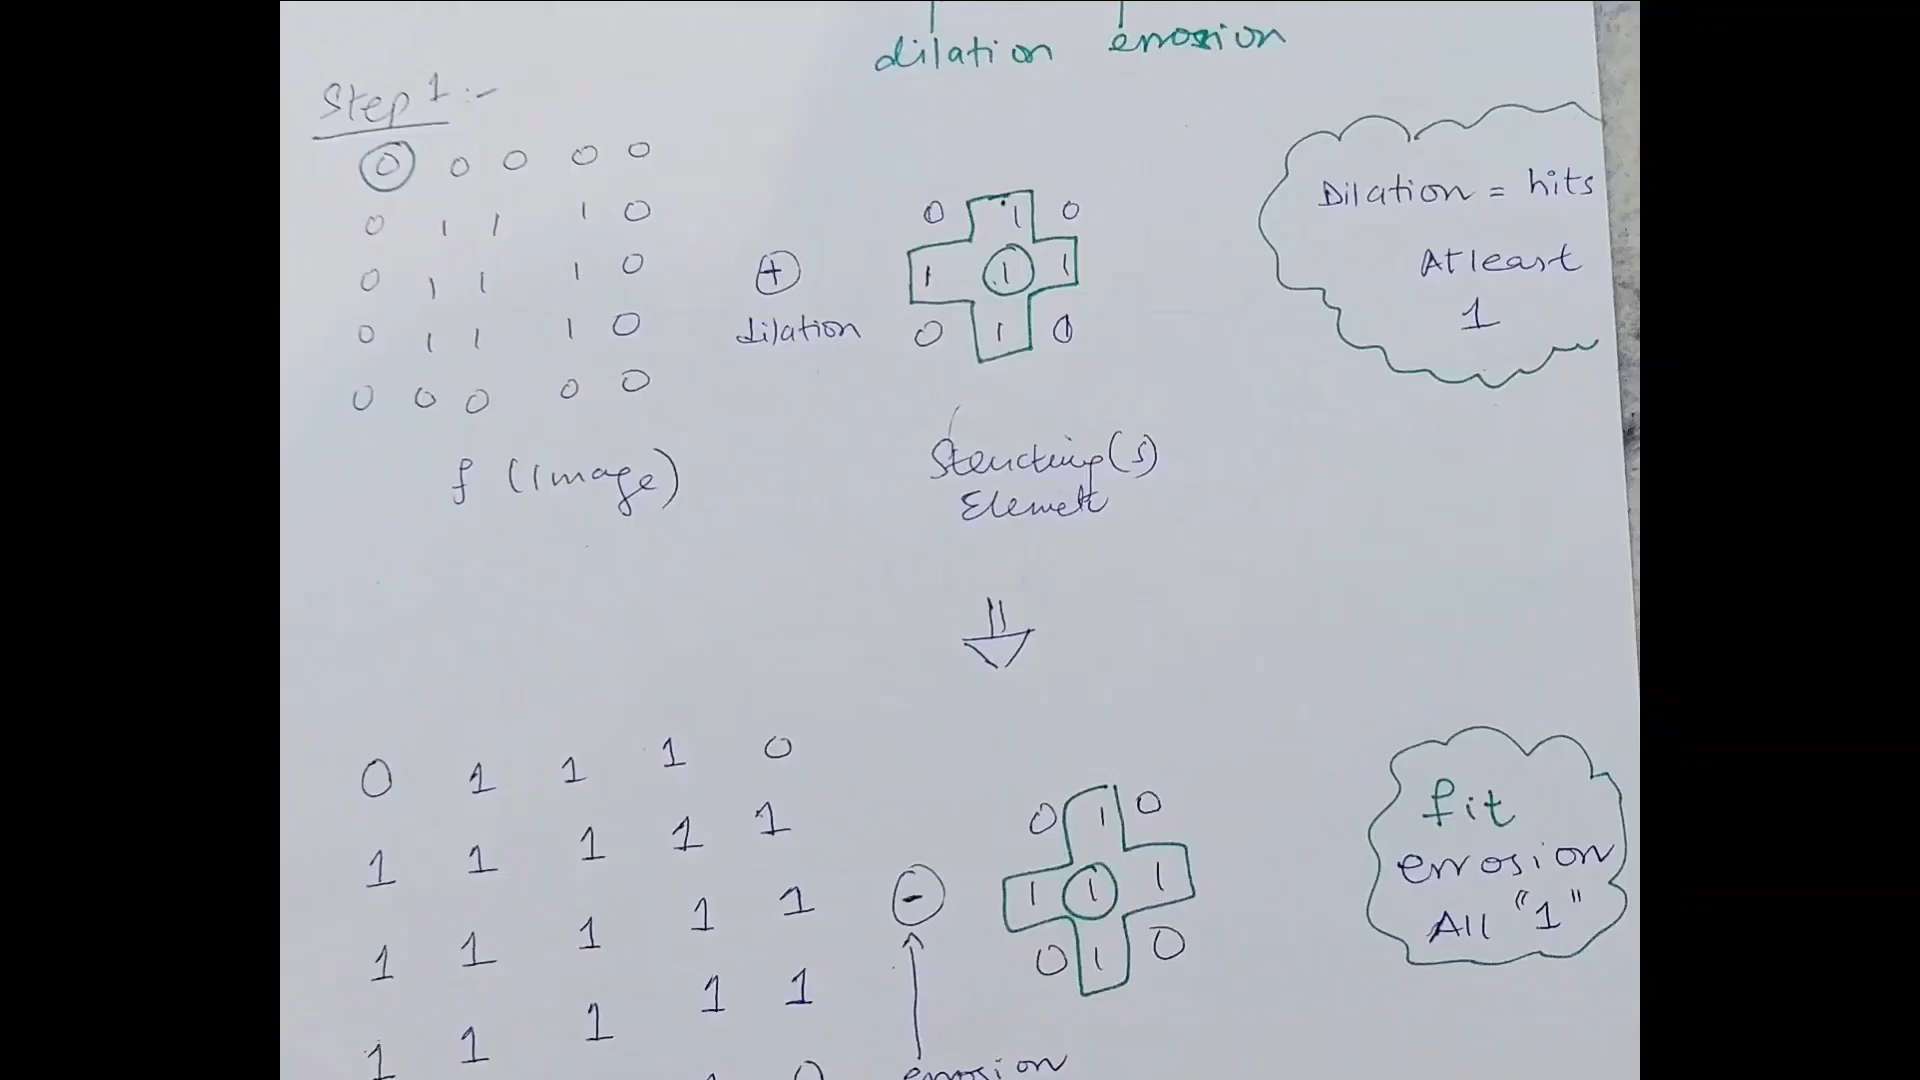 dilation errosion
Step 1 :-
0 0 0 0 0
0 1 1 1 0
0 1 1 1 0
0 1 1 1 0
0 0 0 0 0
f (Image)
+
dilation
0 1 0
1 1 1
0 1 0
Structing(s)
Elemet
Dilation = hits
Atleast
1
0 1 1 1 0
1 1 1 1 1
1 1 1 1 1
1 1 1 1 1
0
-
errosion
0 1 0
1 1 1
0 1 0
fit
errosion
All "1"